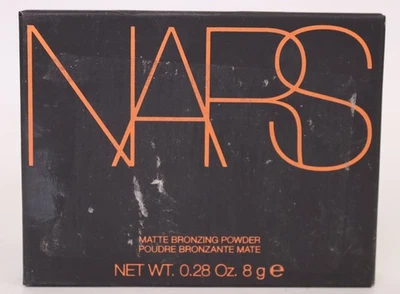 NARS
MATTE BRONZING POWDER
POUDRE BRONZANTE MATE
NET WT. 0.28 Oz. 8 g ℮